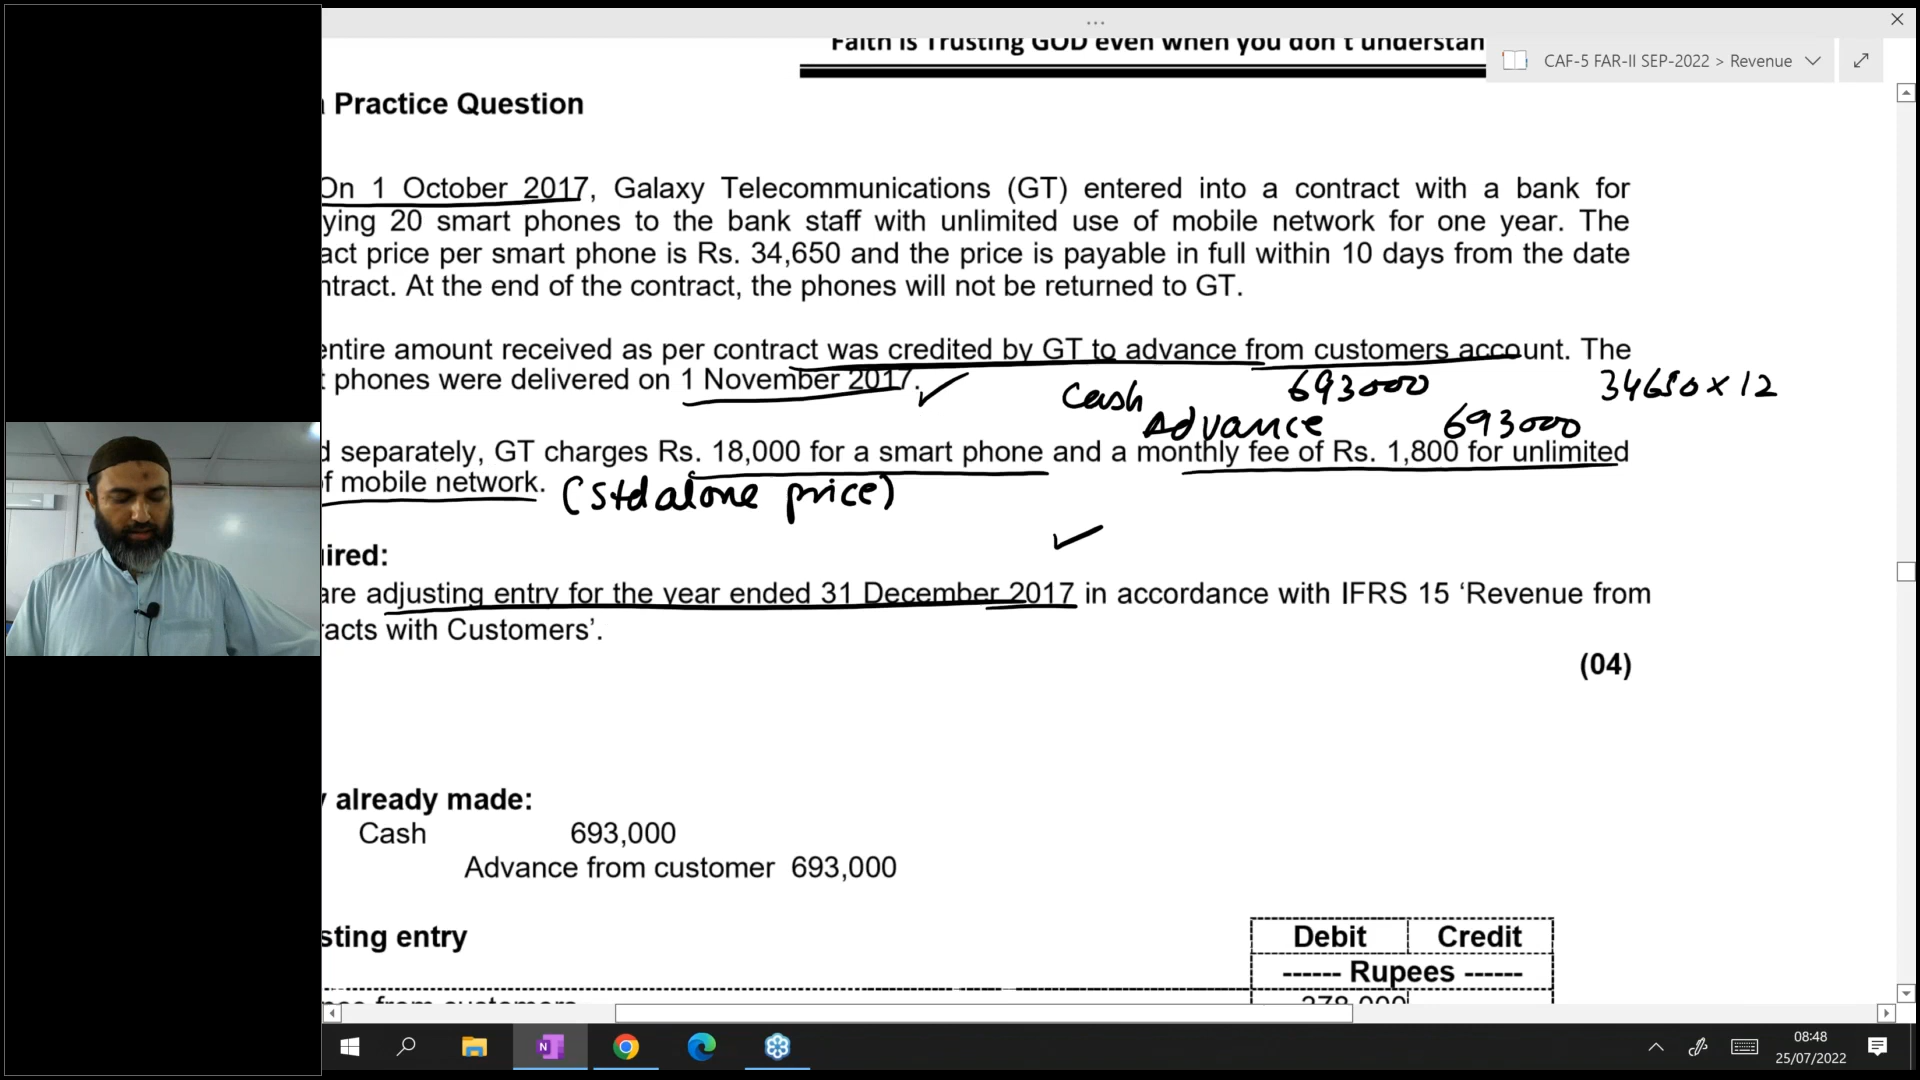 Faith is Trusting GOD even when you don't understan
CAF-5 FAR-II SEP-2022 > Revenue
Practice Question
On 1 October 2017, Galaxy Telecommunications (GT) entered into a contract with a bank for
ying 20 smart phones to the bank staff with unlimited use of mobile network for one year. The
act price per smart phone is Rs. 34,650 and the price is payable in full within 10 days from the date
ntract. At the end of the contract, the phones will not be returned to GT.
entire amount received as per contract was credited by GT to advance from customers account. The
t phones were delivered on 1 November 2017.
Cash 693000 34650 x 12
Advance 693000
d separately, GT charges Rs. 18,000 for a smart phone and a monthly fee of Rs. 1,800 for unlimited
f mobile network. (Stdalone price)
ired:
are adjusting entry for the year ended 31 December 2017 in accordance with IFRS 15 ‘Revenue from
racts with Customers’.
(04)
y already made:
Cash 693,000
Advance from customer 693,000
sting entry Debit Credit
------ Rupees ------
nce from customers 378,000
08:48
25/07/2022